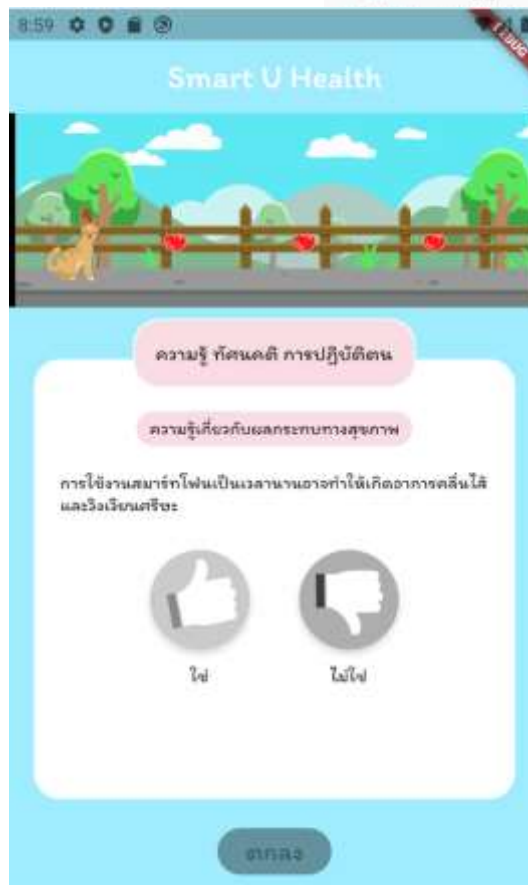 8:59
DEBUG
Smart U Health
ความรู้ ทัศนคติ การปฏิบัติตน
ความรู้เกี่ยวกับผลกระทบทางสุขภาพ
การใช้งานสมาร์ทโฟนเป็นเวลานานอาจทำให้เกิดอาการคลื่นไส้
และวิงเวียนศรีษะ
ใช่
ไม่ใช่
ตกลง